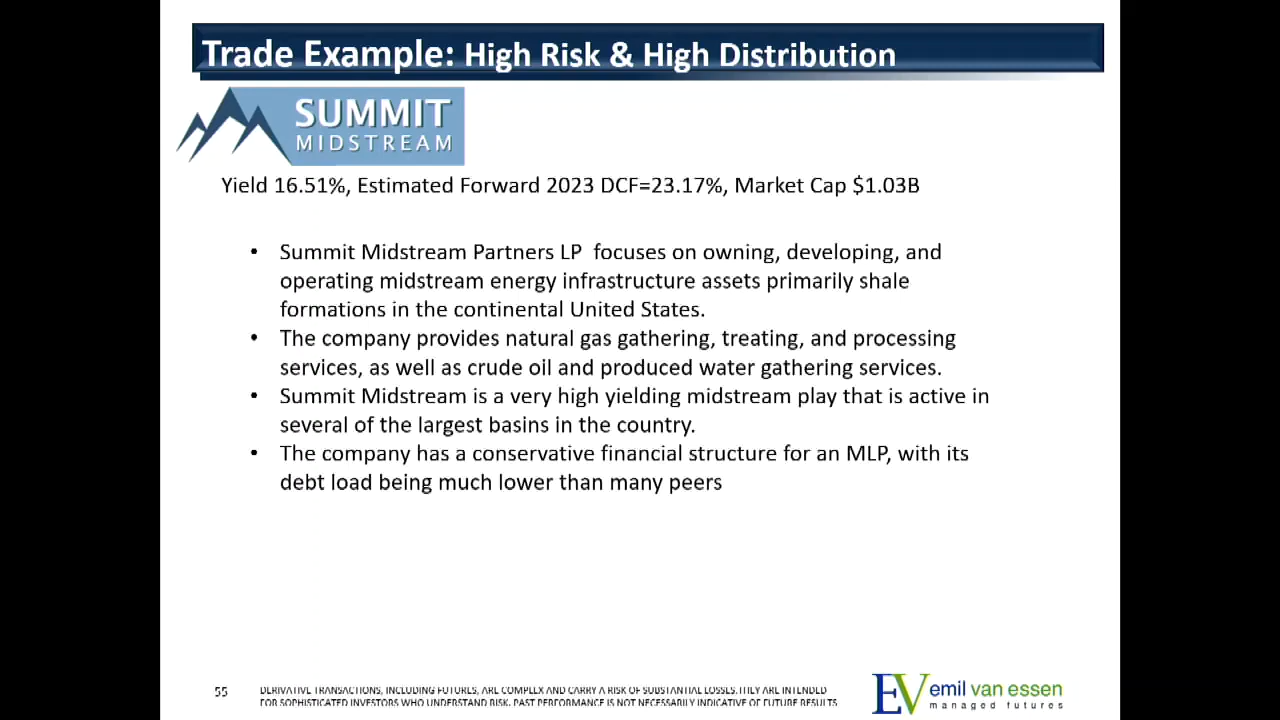 Trade Example: High Risk & High Distribution
SUMMIT
MIDSTREAM
Yield 16.51%, Estimated Forward 2023 DCF=23.17%, Market Cap $1.03B
• Summit Midstream Partners LP  focuses on owning, developing, and
operating midstream energy infrastructure assets primarily shale
formations in the continental United States.
• The company provides natural gas gathering, treating, and processing
services, as well as crude oil and produced water gathering services.
• Summit Midstream is a very high yielding midstream play that is active in
several of the largest basins in the country.
• The company has a conservative financial structure for an MLP, with its
debt load being much lower than many peers
55
DERIVATIVE TRANSACTIONS, INCLUDING FUTURES, ARE COMPLEX AND CARRY A RISK OF SUBSTANTIAL LOSSES. THEY ARE INTENDED
FOR SOPHISTICATED INVESTORS WHO UNDERSTAND RISK. PAST PERFORMANCE IS NOT NECESSARILY INDICATIVE OF FUTURE RESULTS
EV emil van essen
managed futures